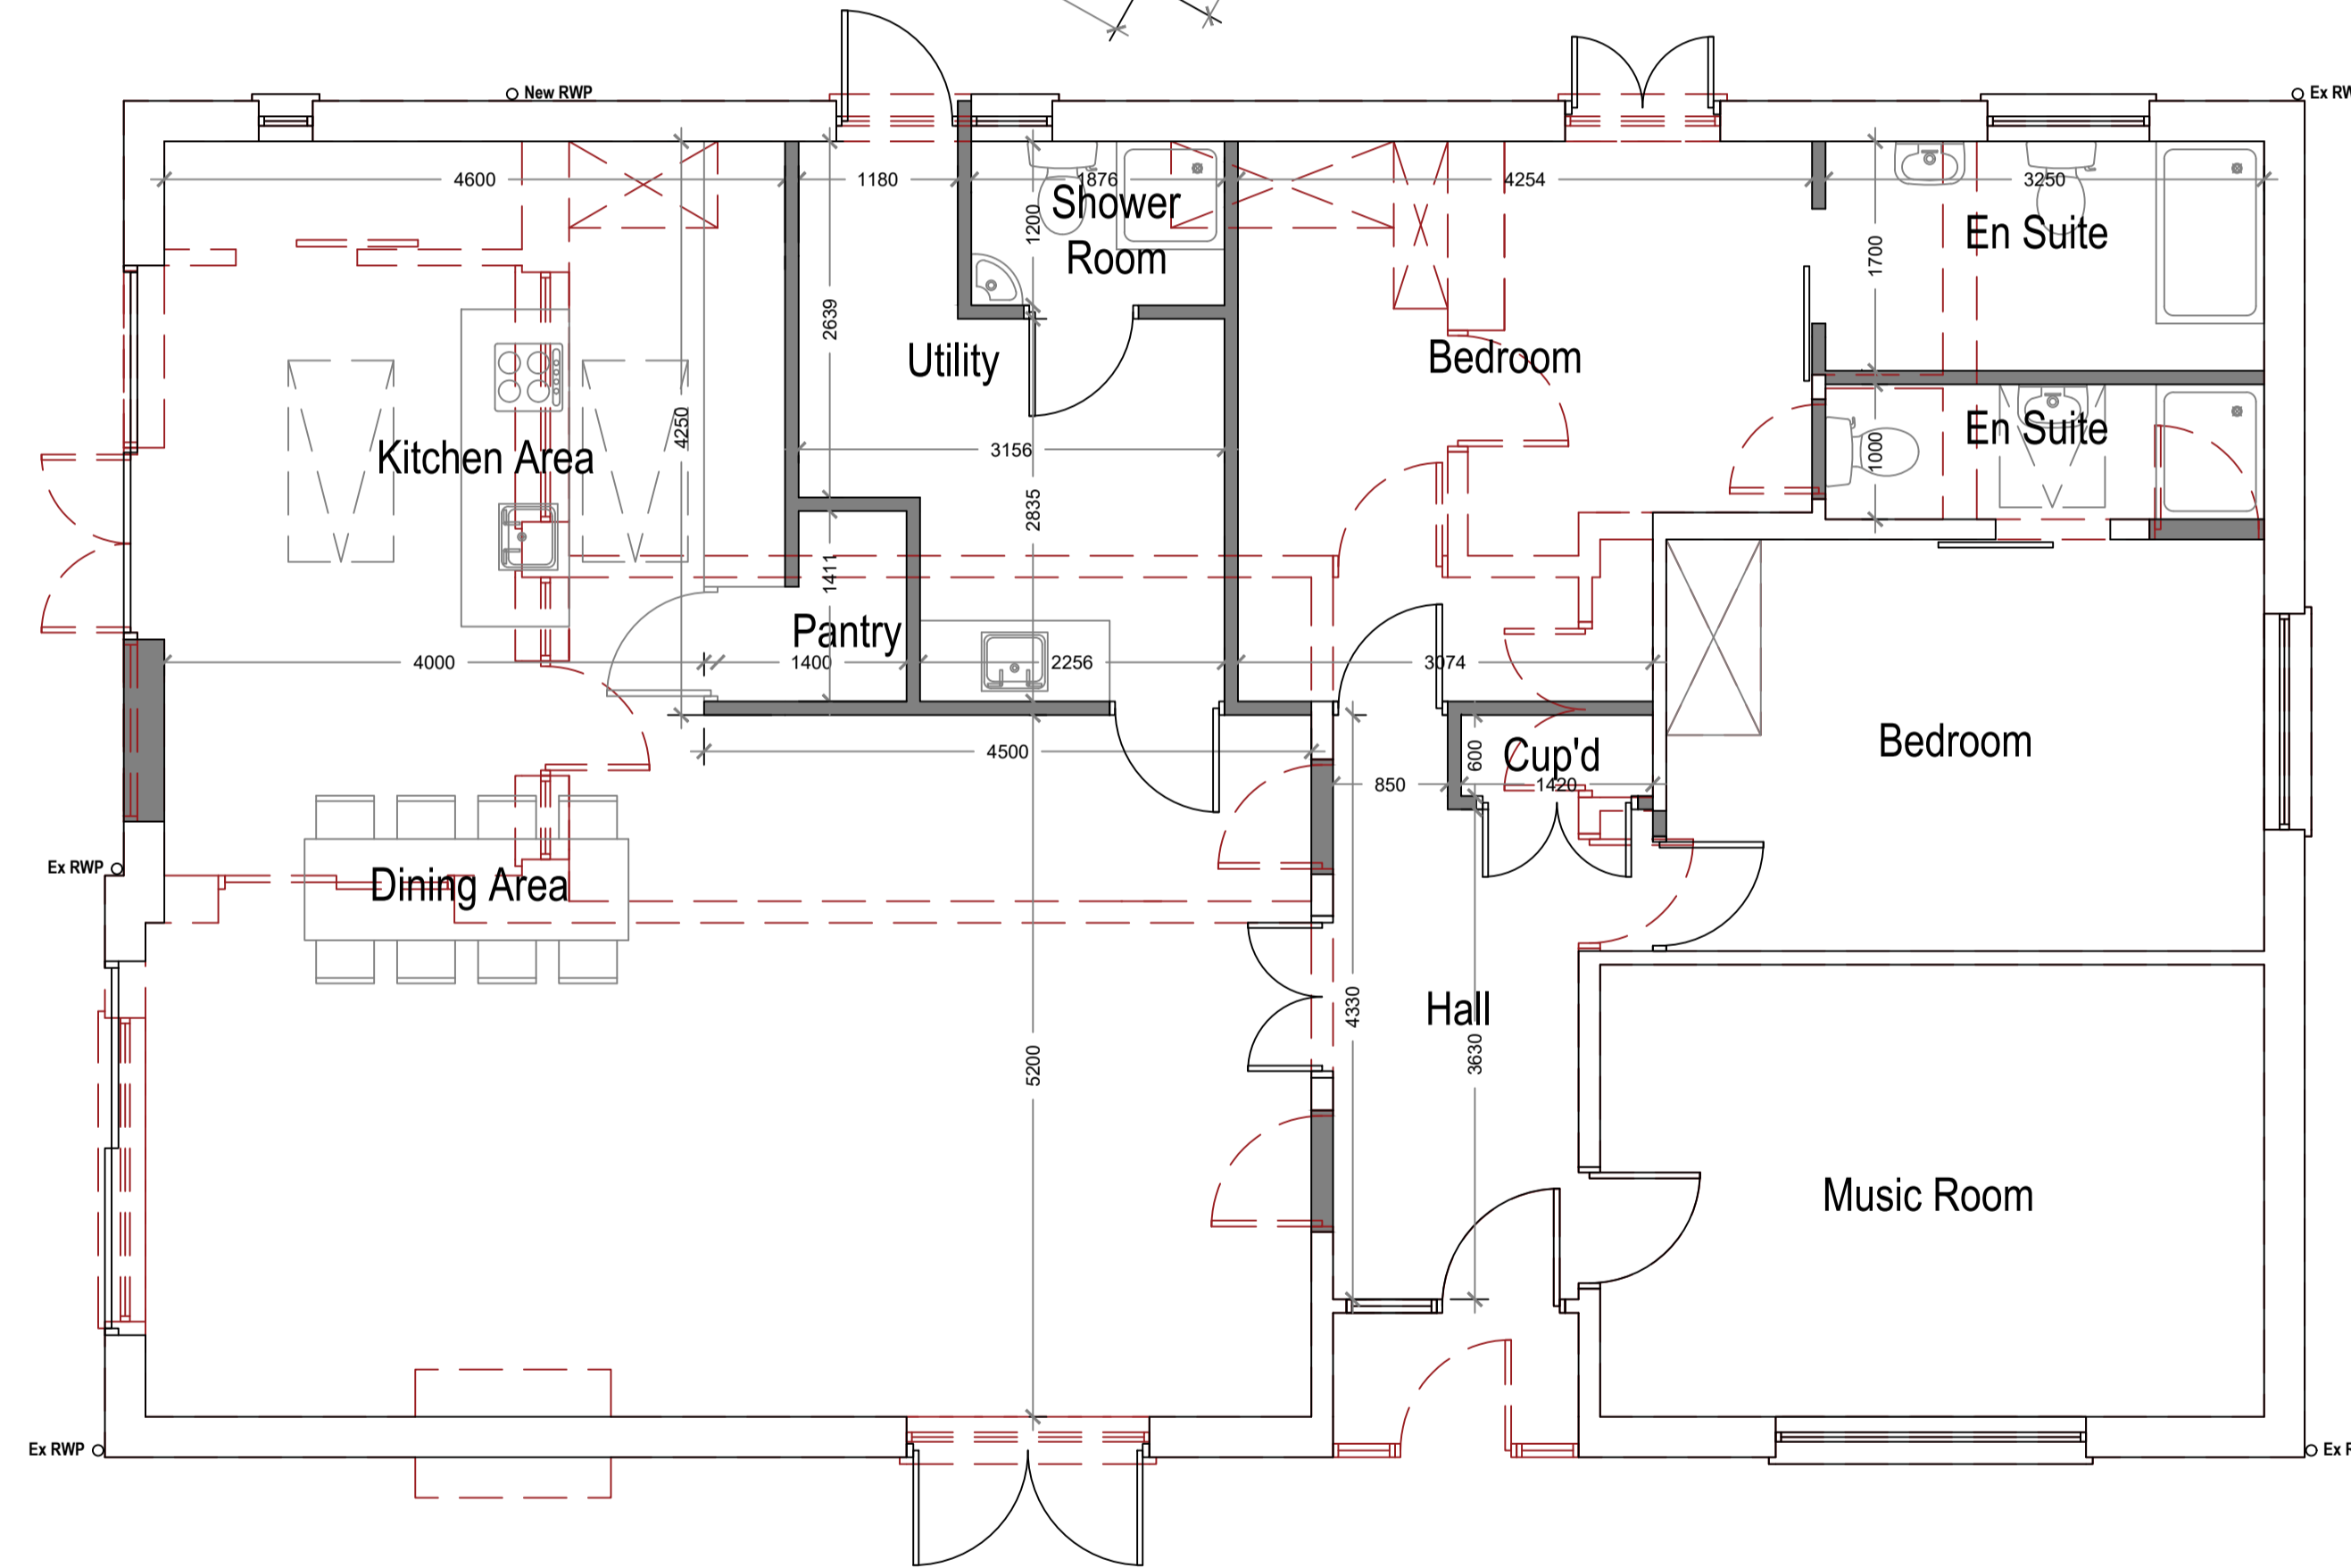 New RWP
Ex RW
4600
1180
1876
4254
3250
Shower
Room
1200
En Suite
1700
2639
Utility
Bedroom
4250
Kitchen Area
3156
En Suite
1000
2835
1411
Pantry
4000
1400
2256
3074
4500
600
Cup'd
850
1420
Bedroom
Ex RWP
Dining Area
4330
Hall
3630
5200
Music Room
Ex RWP
Ex R